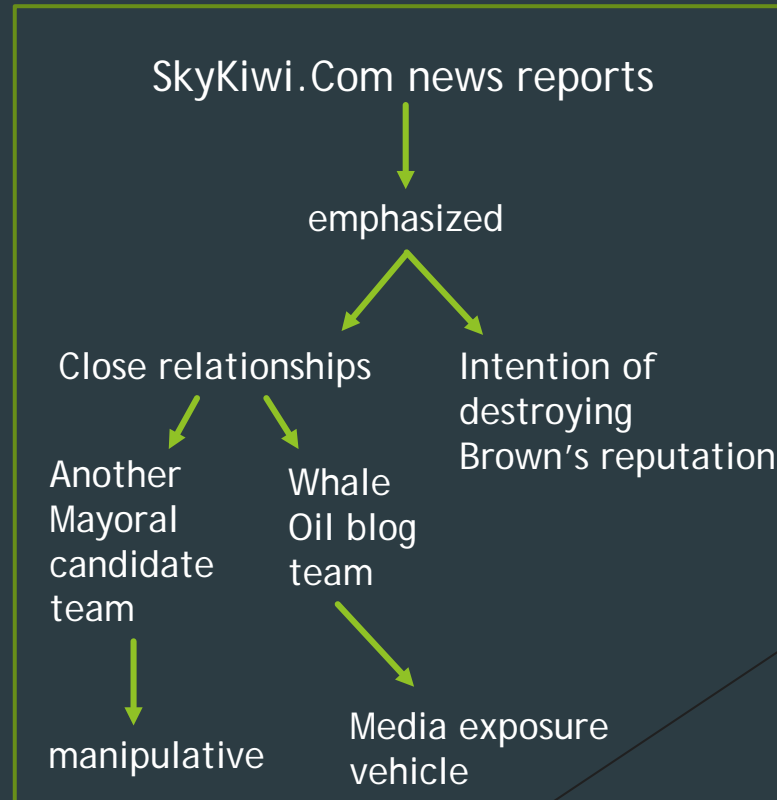 SkyKiwi.Com news reports
emphasized
Close relationships
Intention of
destroying
Brown's reputation
Another
Mayoral
candidate
team
Whale
Oil blog
team
manipulative
Media exposure
vehicle